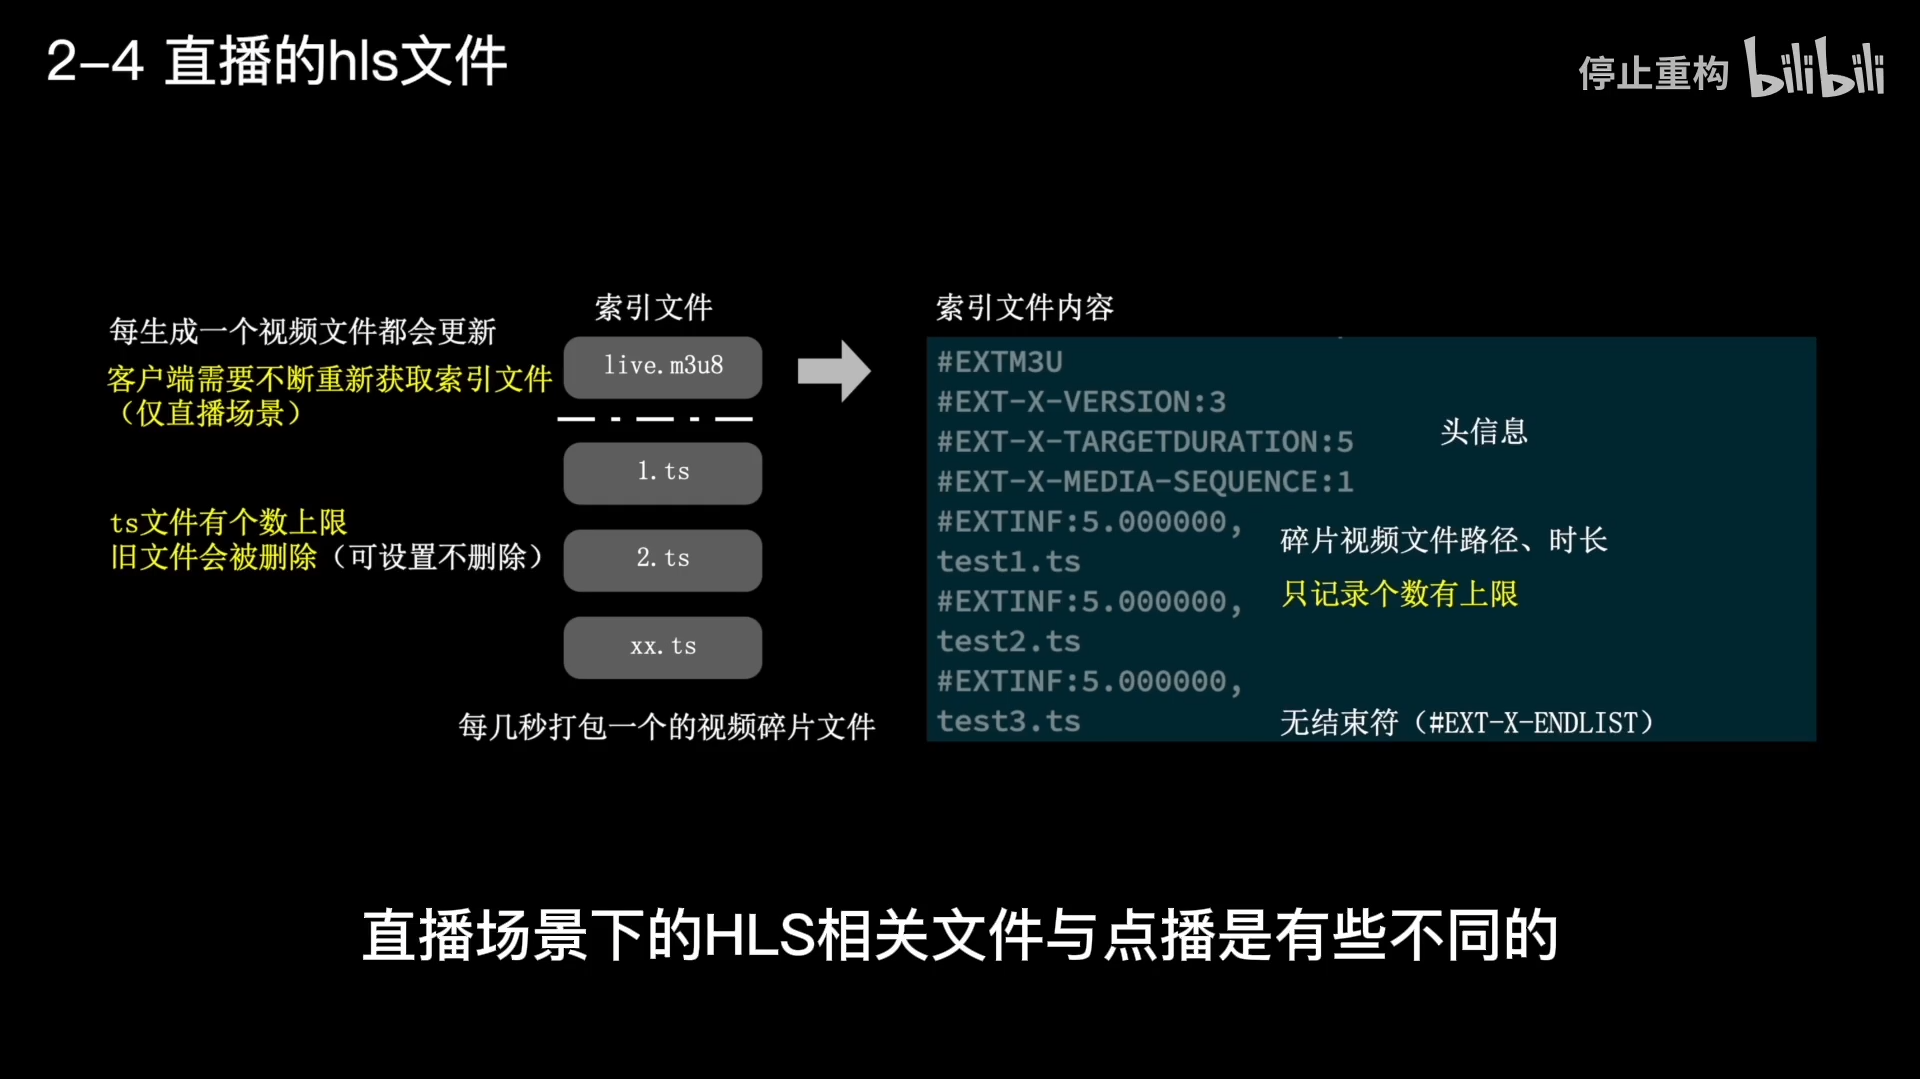 2-4 直播的hls文件
停止重构 bilibili
每生成一个视频文件都会更新
客户端需要不断重新获取索引文件
（仅直播场景）
ts文件有个数上限
旧文件会被删除（可设置不删除）
索引文件
live.m3u8
1.ts
2.ts
xx.ts
每几秒打包一个的视频碎片文件
索引文件内容
#EXTM3U
#EXT-X-VERSION:3
#EXT-X-TARGETDURATION:5
#EXT-X-MEDIA-SEQUENCE:1
#EXTINF:5.000000,
test1.ts
#EXTINF:5.000000,
test2.ts
#EXTINF:5.000000,
test3.ts
头信息
碎片视频文件路径、时长
只记录个数有上限
无结束符（#EXT-X-ENDLIST）
直播场景下的HLS相关文件与点播是有些不同的